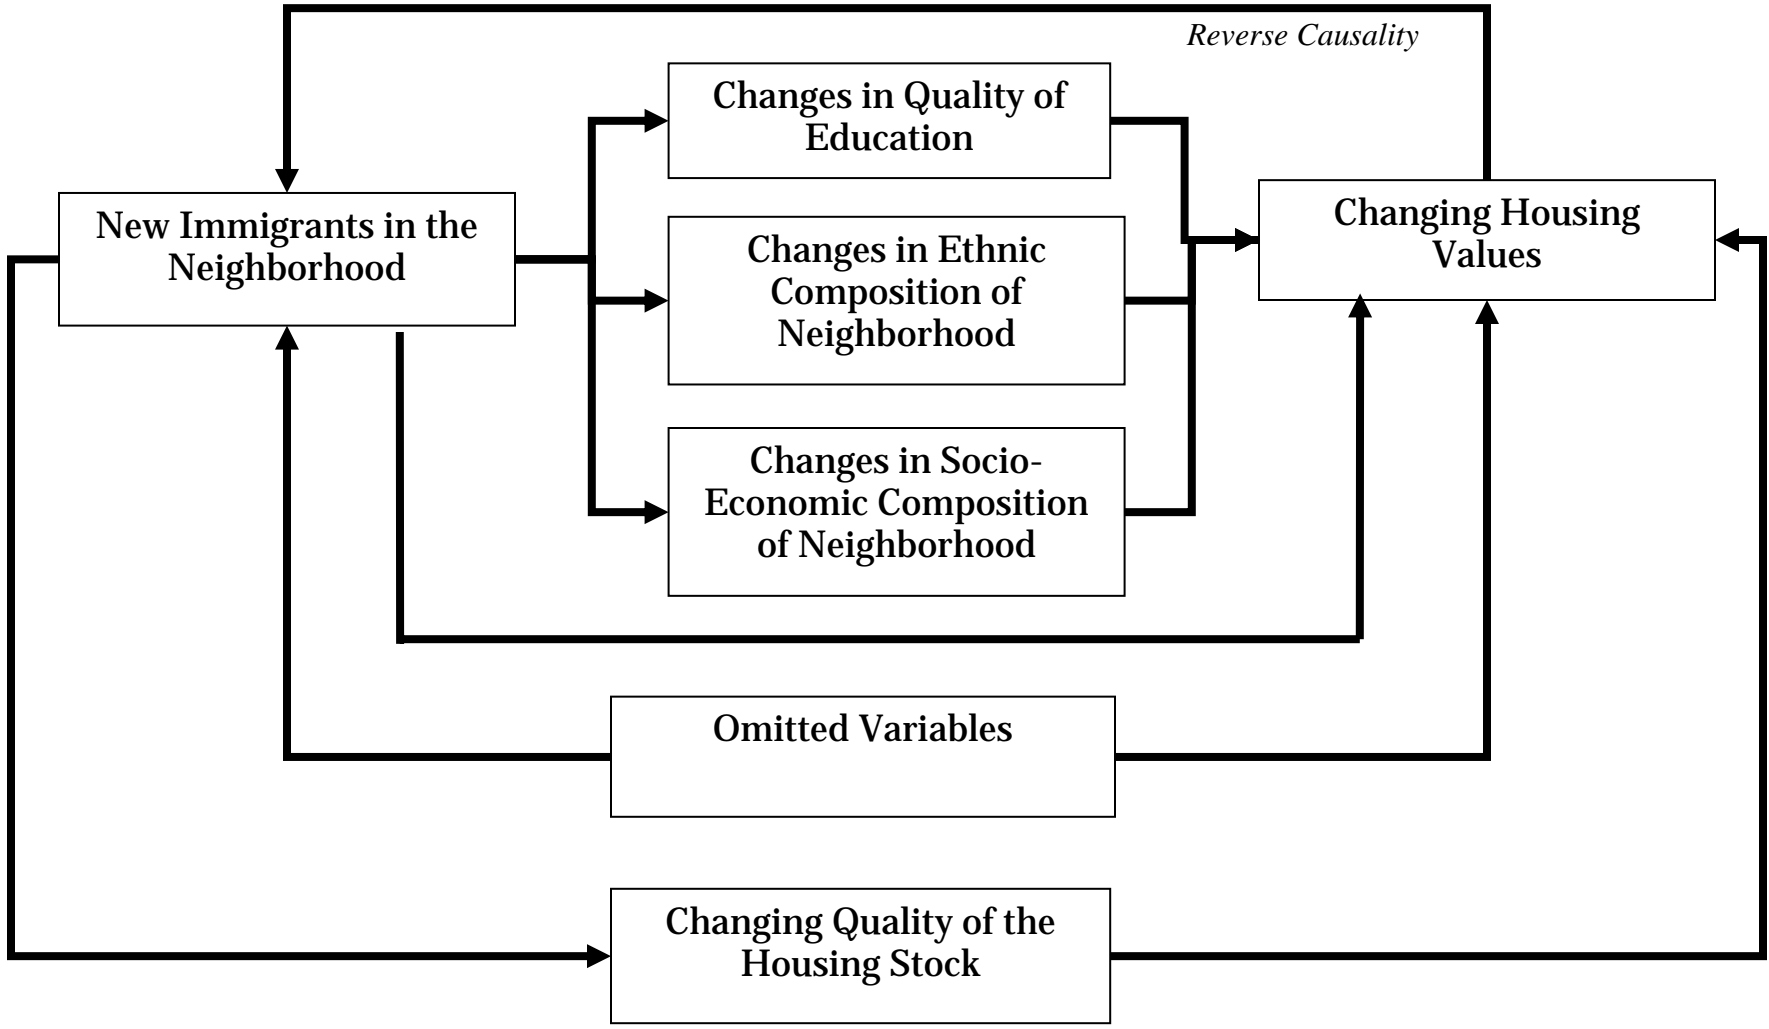 Reverse Causality
Changes in Quality of
Education
New Immigrants in the
Neighborhood
Changes in Ethnic
Composition of
Neighborhood
Changing Housing
Values
Changes in Socio-
Economic Composition
of Neighborhood
Omitted Variables
Changing Quality of the
Housing Stock